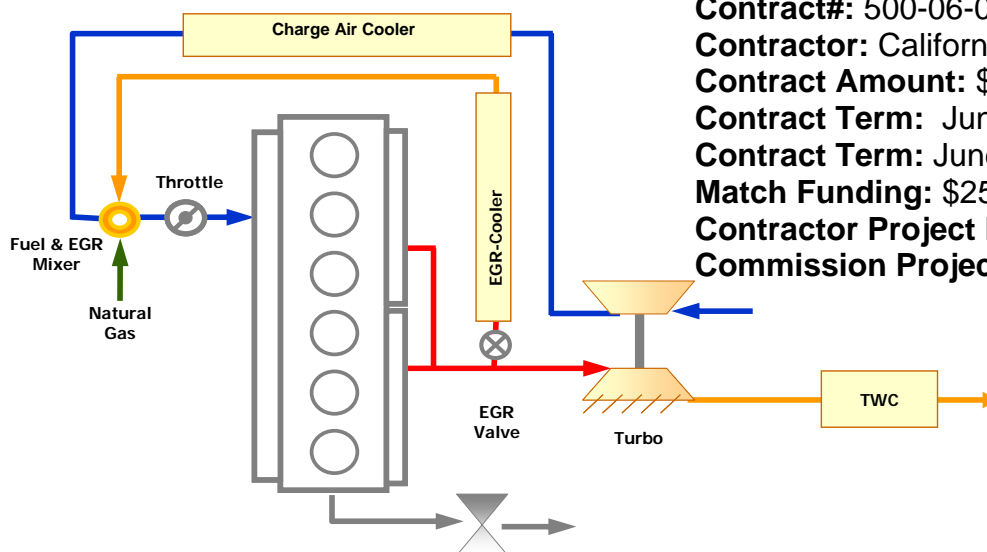 Charge Air Cooler
Contract#: 500-06-0
Contractor: Californ
Contract Amount: $
Contract Term: Jun
Contract Term: June
Match Funding: $25
Contractor Project
Commission Projec
Throttle
Fuel & EGR
Mixer
Natural
Gas
EGR-Cooler
EGR
Valve
Turbo
TWC